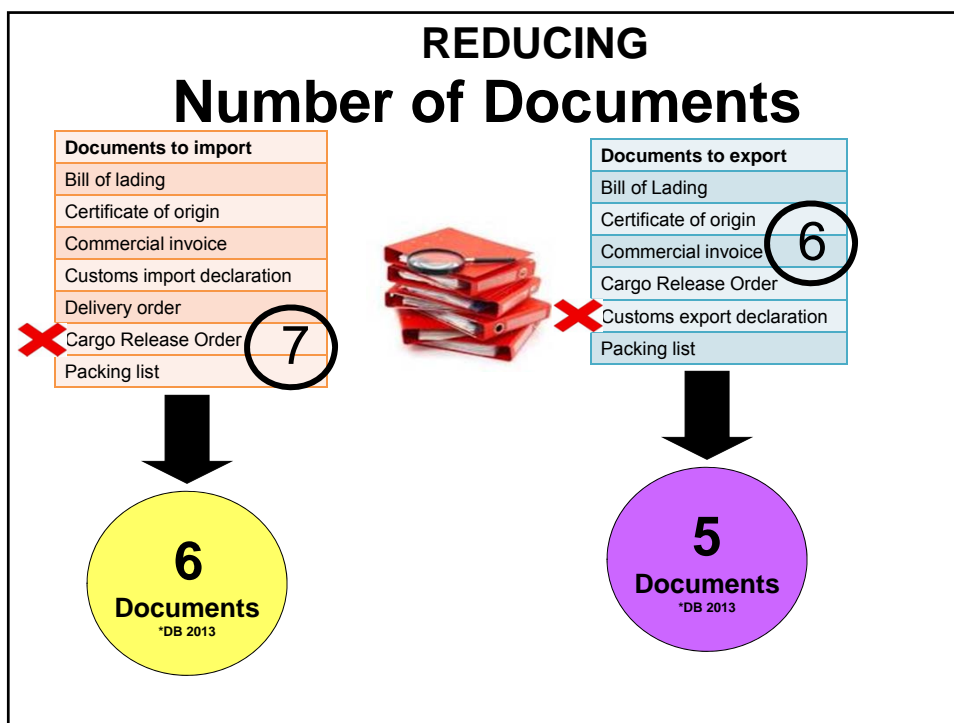 REDUCING
Number of Documents
Documents to import
Bill of lading
Certificate of origin
Commercial invoice
Customs import declaration
Delivery order
Cargo Release Order
Packing list
7
6
Documents
*DB 2013
Documents to export
Bill of Lading
Certificate of origin
Commercial invoice
Cargo Release Order
Customs export declaration
Packing list
6
5
Documents
*DB 2013